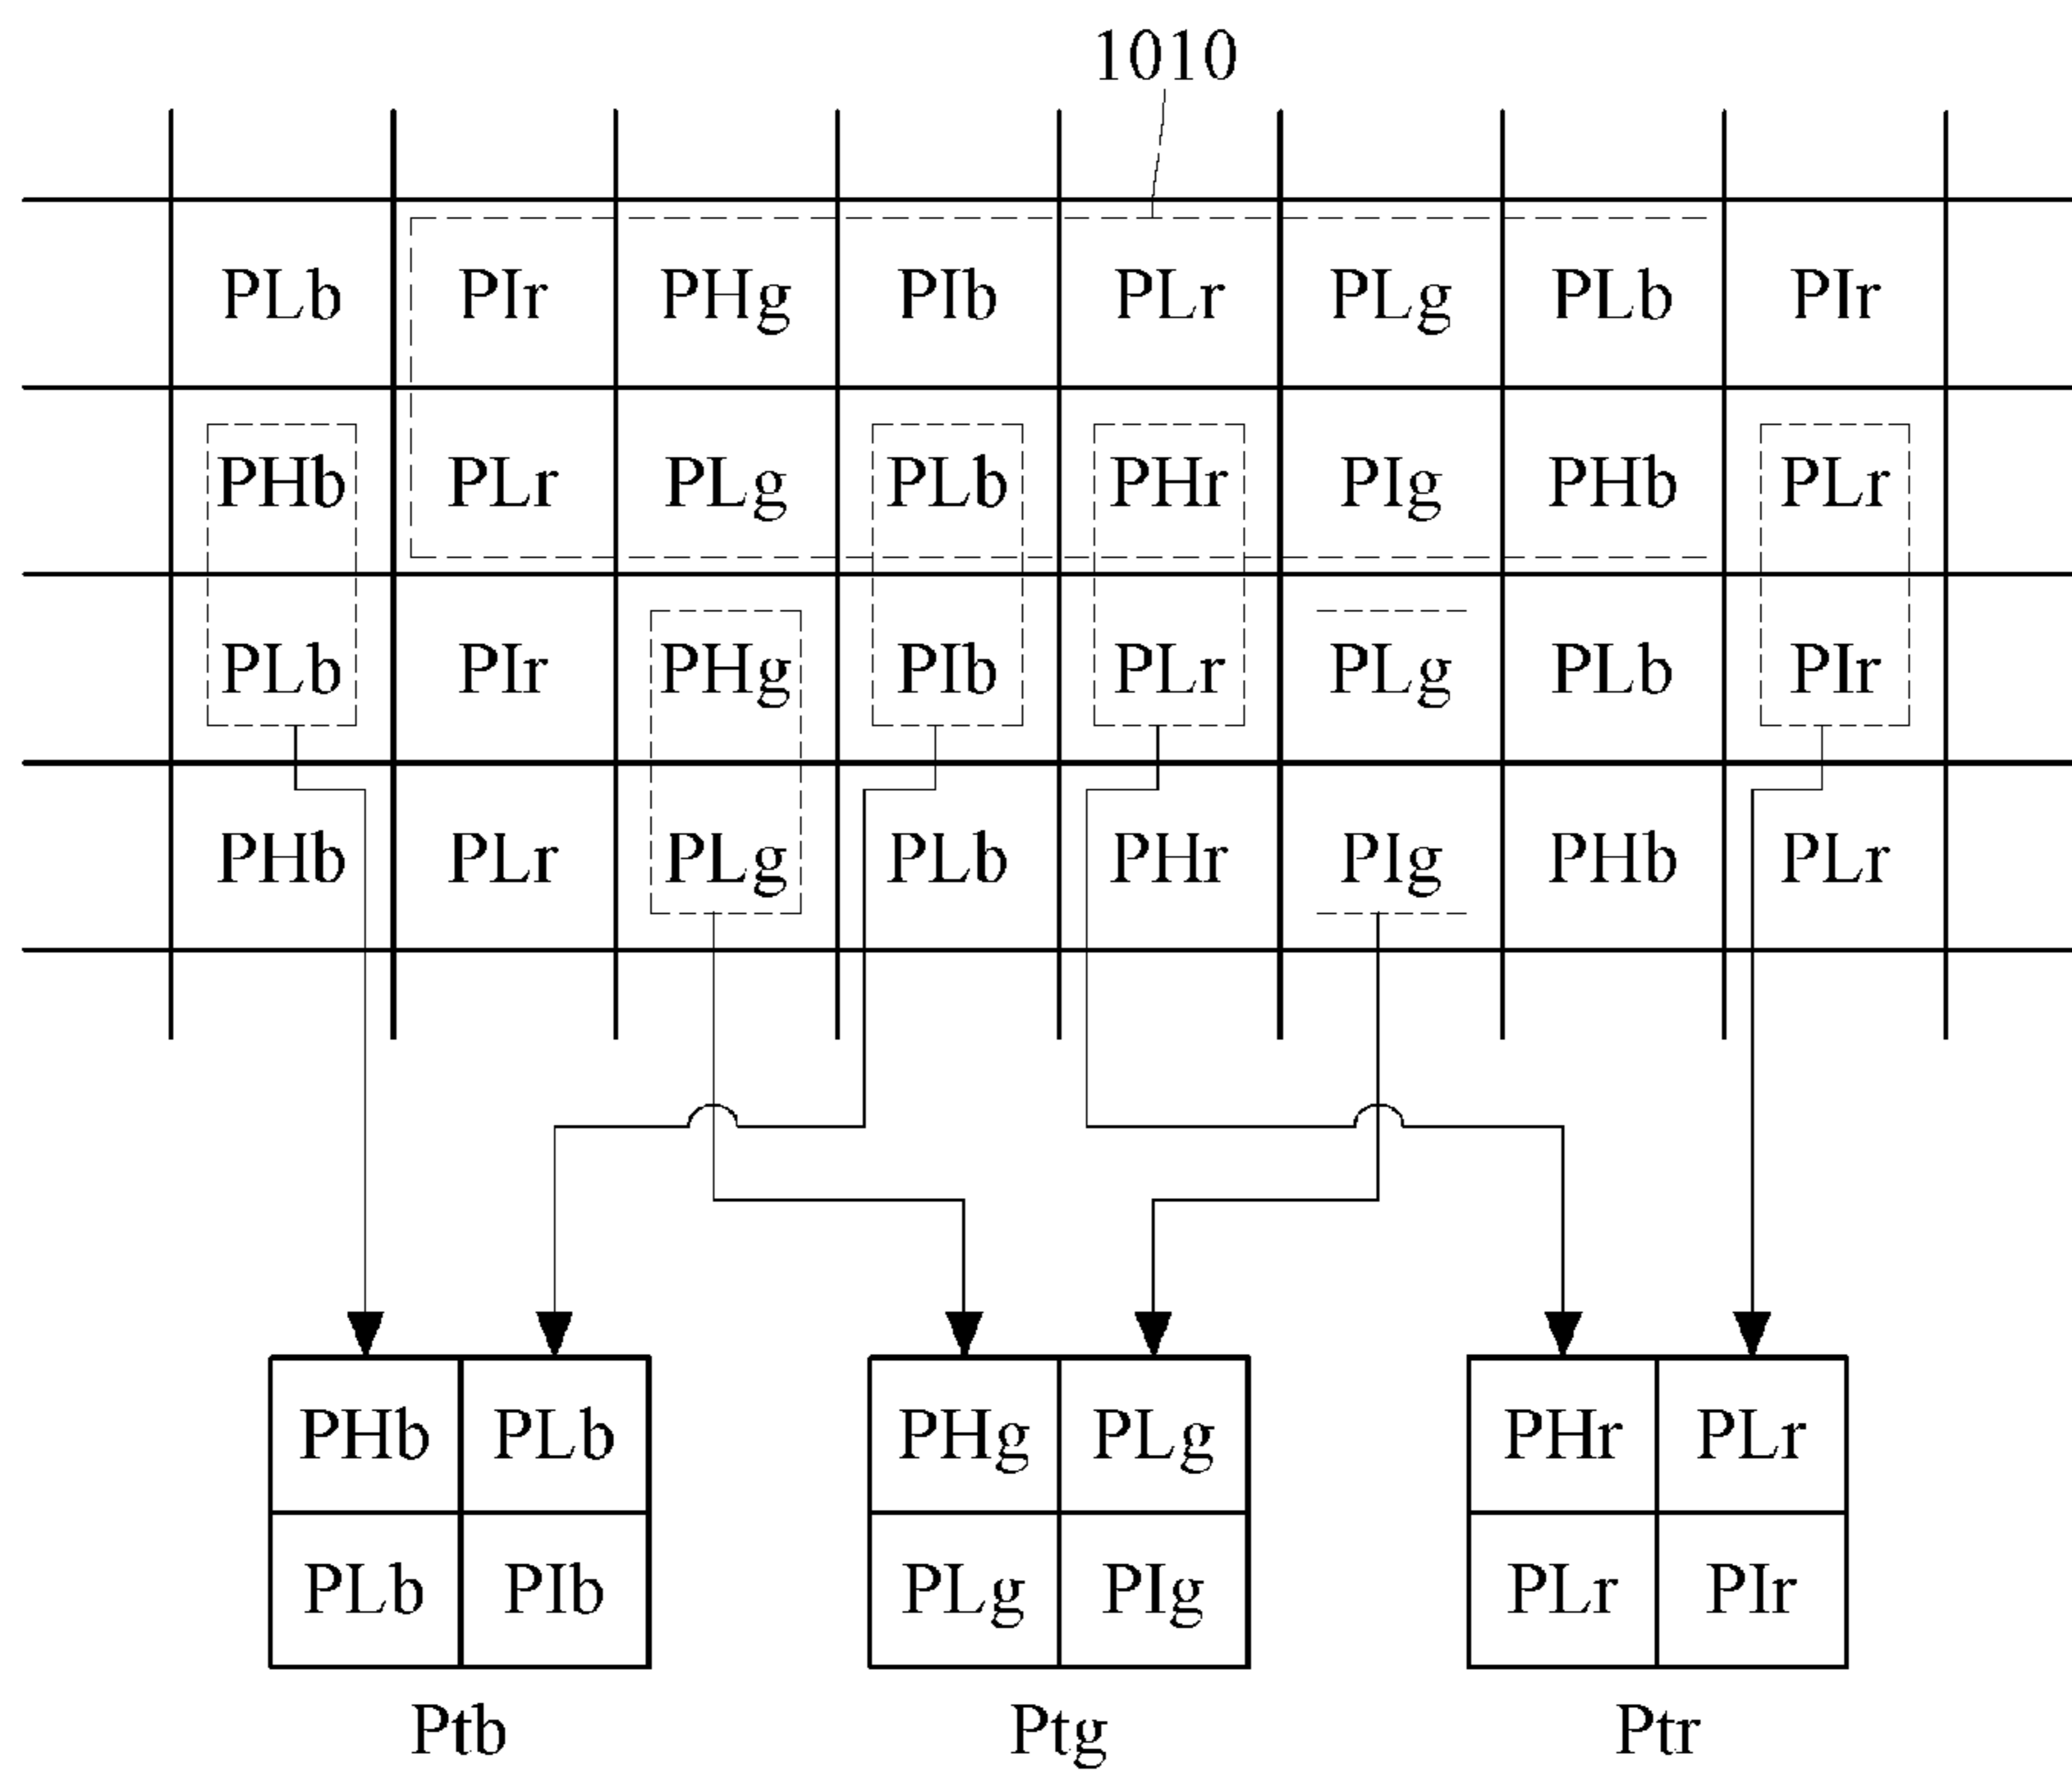 1010
PLb PIr PHg PIb PLr PLg PLb PIr
PHb PLr PLg PLb PHr PIg PHb PLr
PLb PIr PHg PIb PLr PLg PLb PIr
PHb PLr PLg PLb PHr PIg PHb PLr
PHb PLb PHg PLg PHr PLr
PLb PIb PLg PIg PLr PIr
Ptb Ptg Ptr